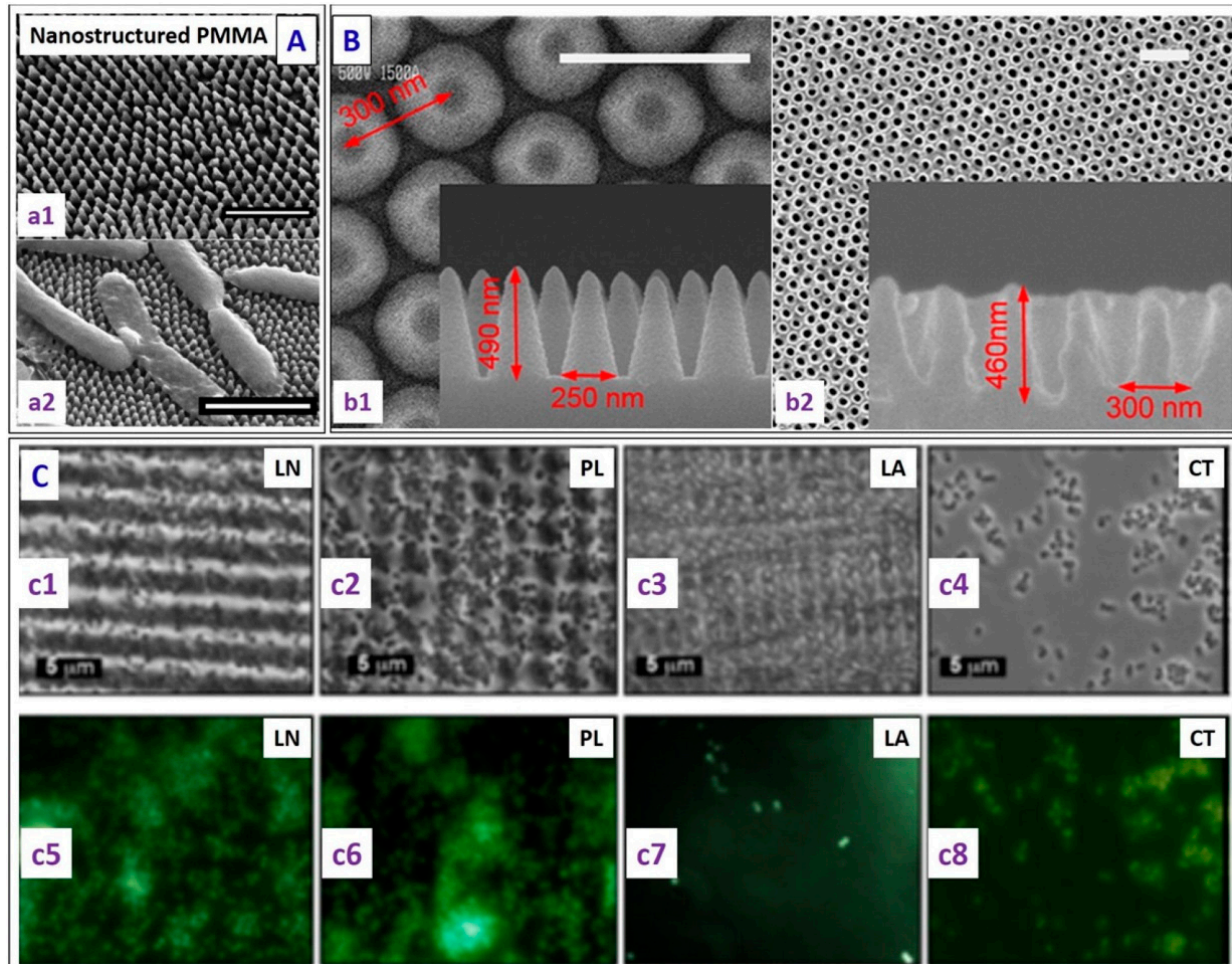 Nanostructured PMMA
A
a1
a2
B
500V 1500A
300 nm
490 nm
250 nm
b1
460nm
300 nm
b2
C
LN
c1
5 μm
PL
c2
5 μm
LA
c3
5 μm
CT
c4
5 μm
LN
c5
PL
c6
LA
c7
CT
c8